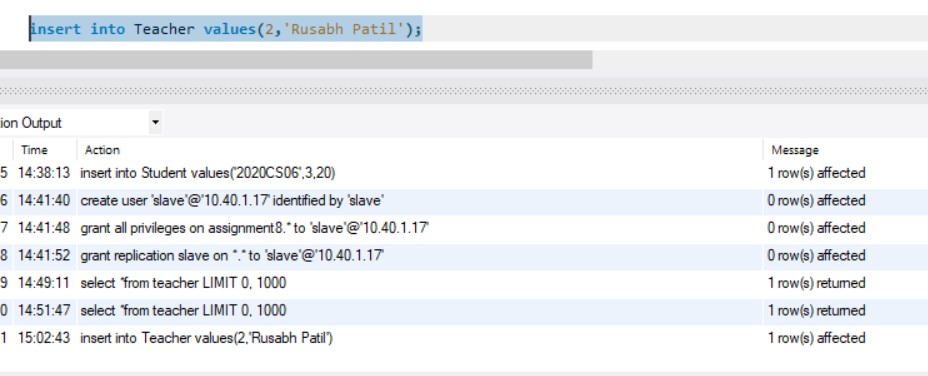 insert into Teacher values(2,'Rusabh Patil');
ion Output
Time Action Message
5 14:38:13 insert into Student values('2020CS06',3,20) 1 row(s) affected
6 14:41:40 create user 'slave'@'10.40.1.17' identified by 'slave' 0 row(s) affected
7 14:41:48 grant all privileges on assignment8.* to 'slave'@'10.40.1.17' 0 row(s) affected
8 14:41:52 grant replication slave on *.* to 'slave'@'10.40.1.17' 0 row(s) affected
9 14:49:11 select *from teacher LIMIT 0, 1000 1 row(s) returned
0 14:51:47 select *from teacher LIMIT 0, 1000 1 row(s) returned
1 15:02:43 insert into Teacher values(2,'Rusabh Patil') 1 row(s) affected